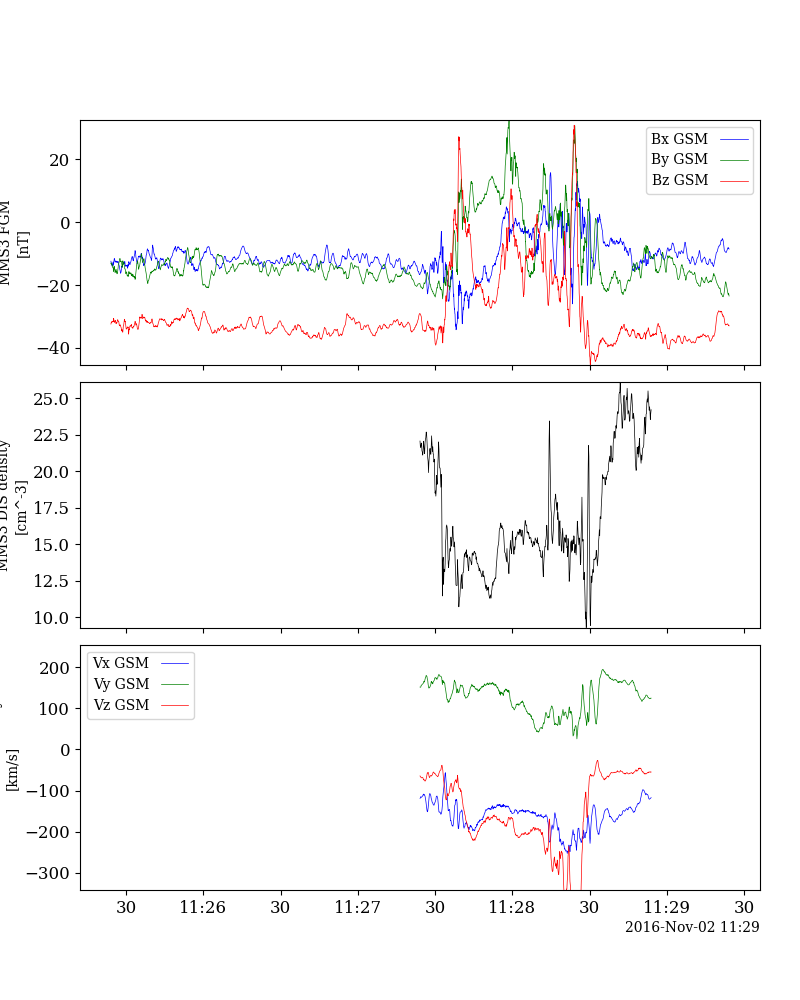 20
0
−20
−40
MMS3 FGM
[nT]
Bx GSM
By GSM
Bz GSM
25.0
22.5
20.0
17.5
15.0
12.5
10.0
MMS3 DIS density
[cm^-3]
200
100
0
−100
−200
−300
[km/s]
Vx GSM
Vy GSM
Vz GSM
30 11:26 30 11:27 30 11:28 30 11:29 30
2016-Nov-02 11:29